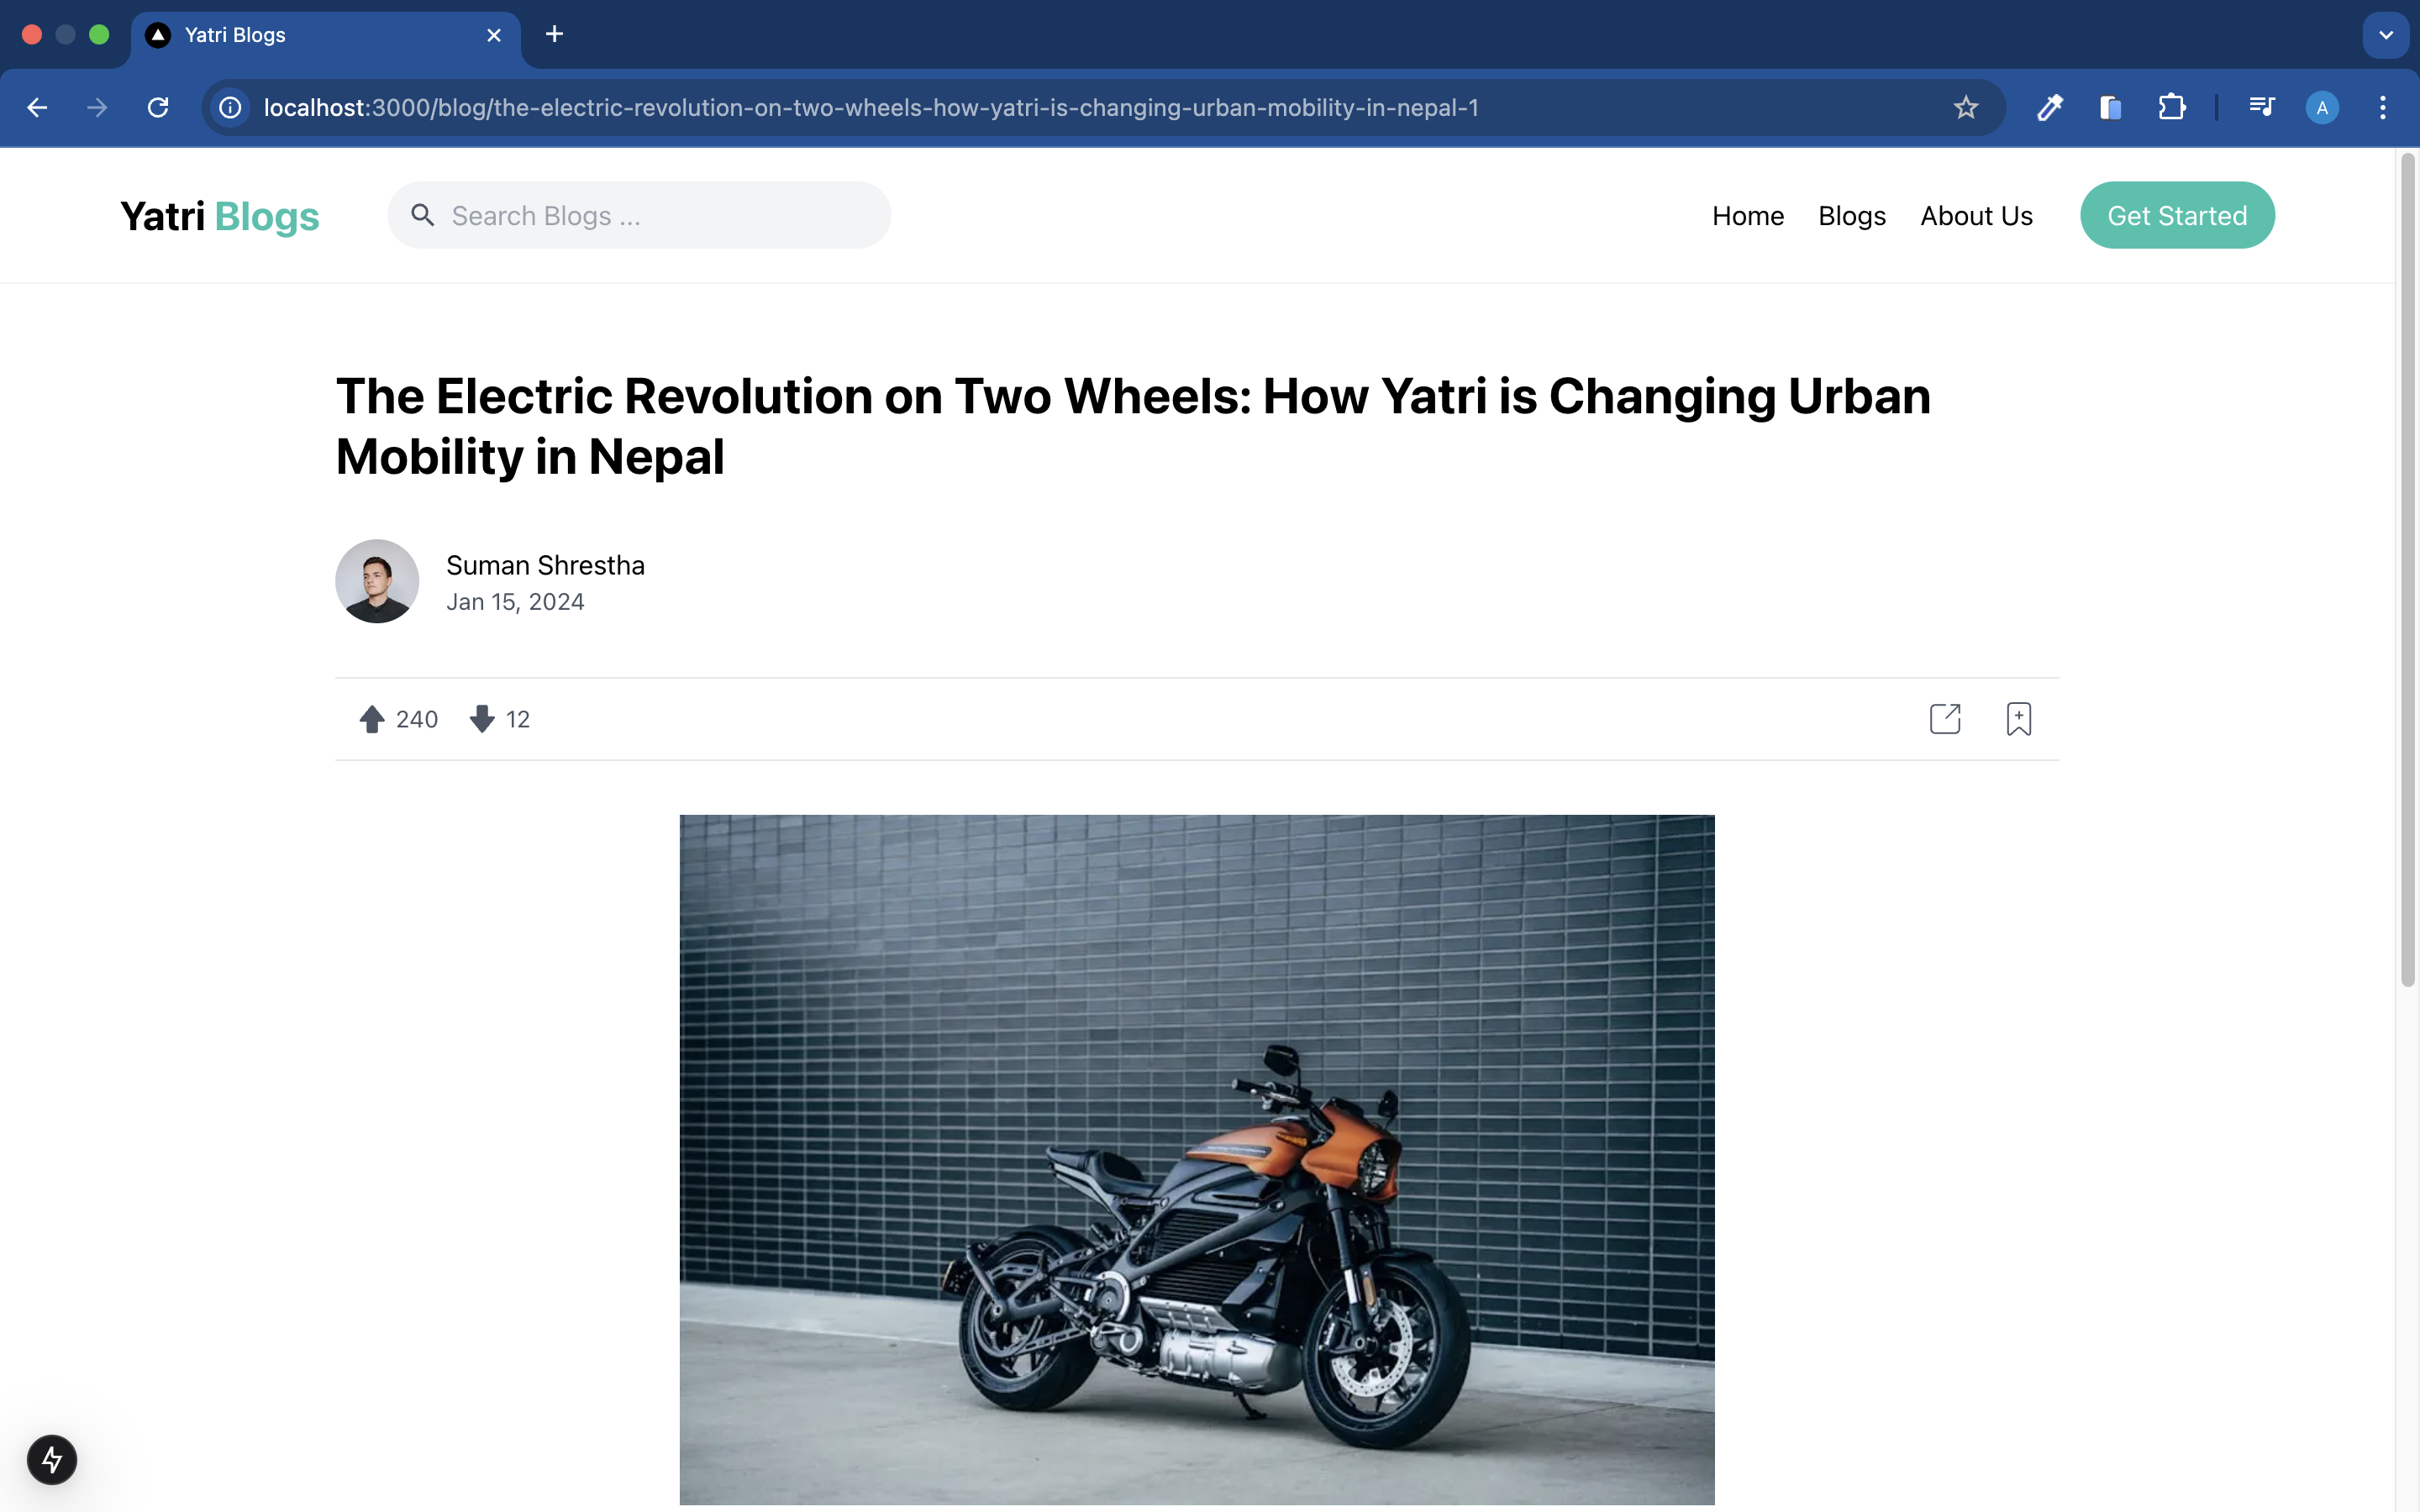 Yatri Blogs
localhost:3000/blog/the-electric-revolution-on-two-wheels-how-yatri-is-changing-urban-mobility-in-nepal-1
A
Yatri Blogs
Search Blogs ...
Home
Blogs
About Us
Get Started
The Electric Revolution on Two Wheels: How Yatri is Changing Urban
Mobility in Nepal
Suman Shrestha
Jan 15, 2024
240
12